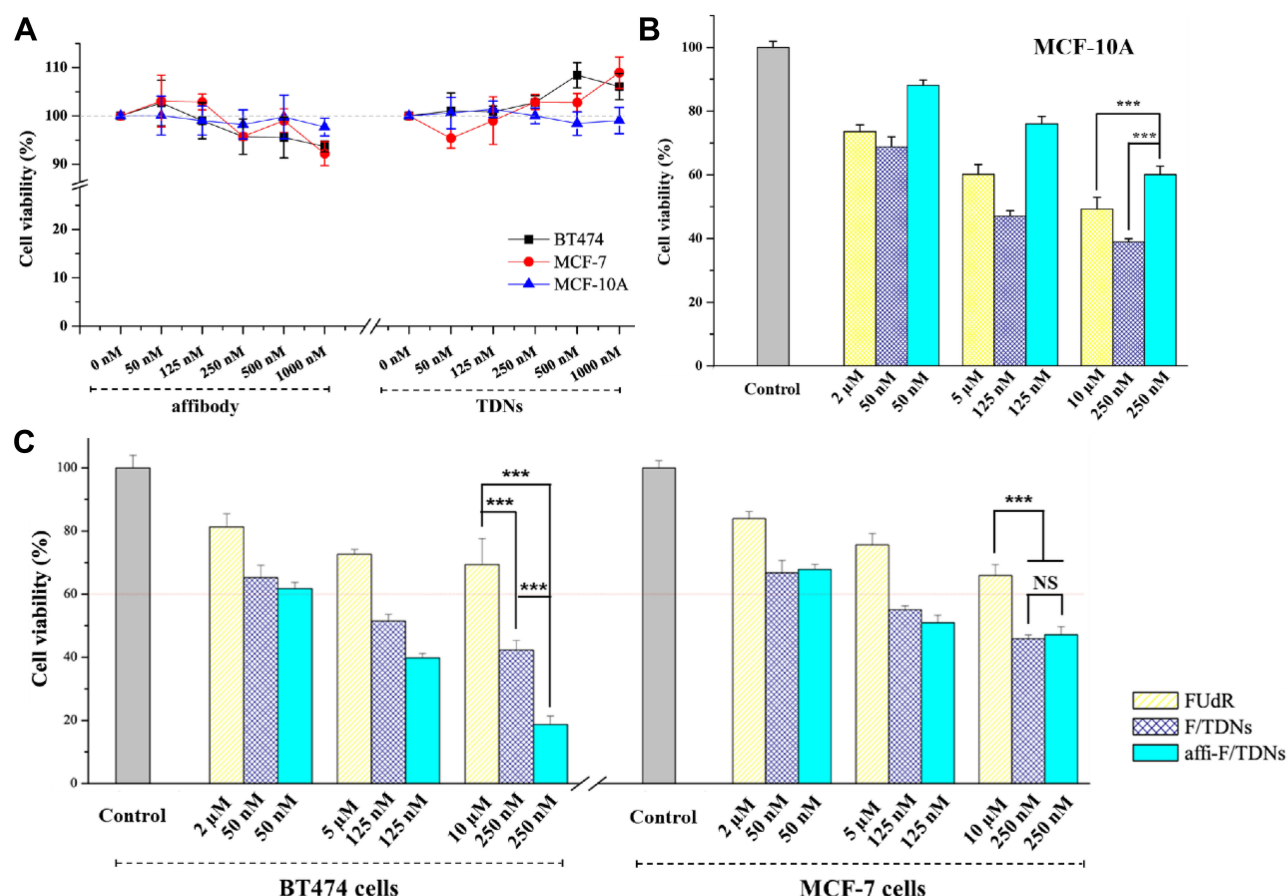 A
Cell viability (%)
110
100
90
20
10
0
BT474
MCF-7
MCF-10A
0 nM
50 nM
125 nM
250 nM
500 nM
1000 nM
0 nM
50 nM
125 nM
250 nM
500 nM
1000 nM
affibody
TDNs
B
MCF-10A
Cell viability (%)
100
80
60
40
20
0
***
***
Control
2 μM
50 nM
50 nM
5 μM
125 nM
125 nM
10 μM
250 nM
250 nM
C
Cell viability (%)
100
80
60
40
20
0
***
***
***
***
NS
Control
2 μM
50 nM
50 nM
5 μM
125 nM
125 nM
10 μM
250 nM
250 nM
Control
2 μM
50 nM
50 nM
5 μM
125 nM
125 nM
10 μM
250 nM
250 nM
BT474 cells
MCF-7 cells
FUdR
F/TDNs
affi-F/TDNs